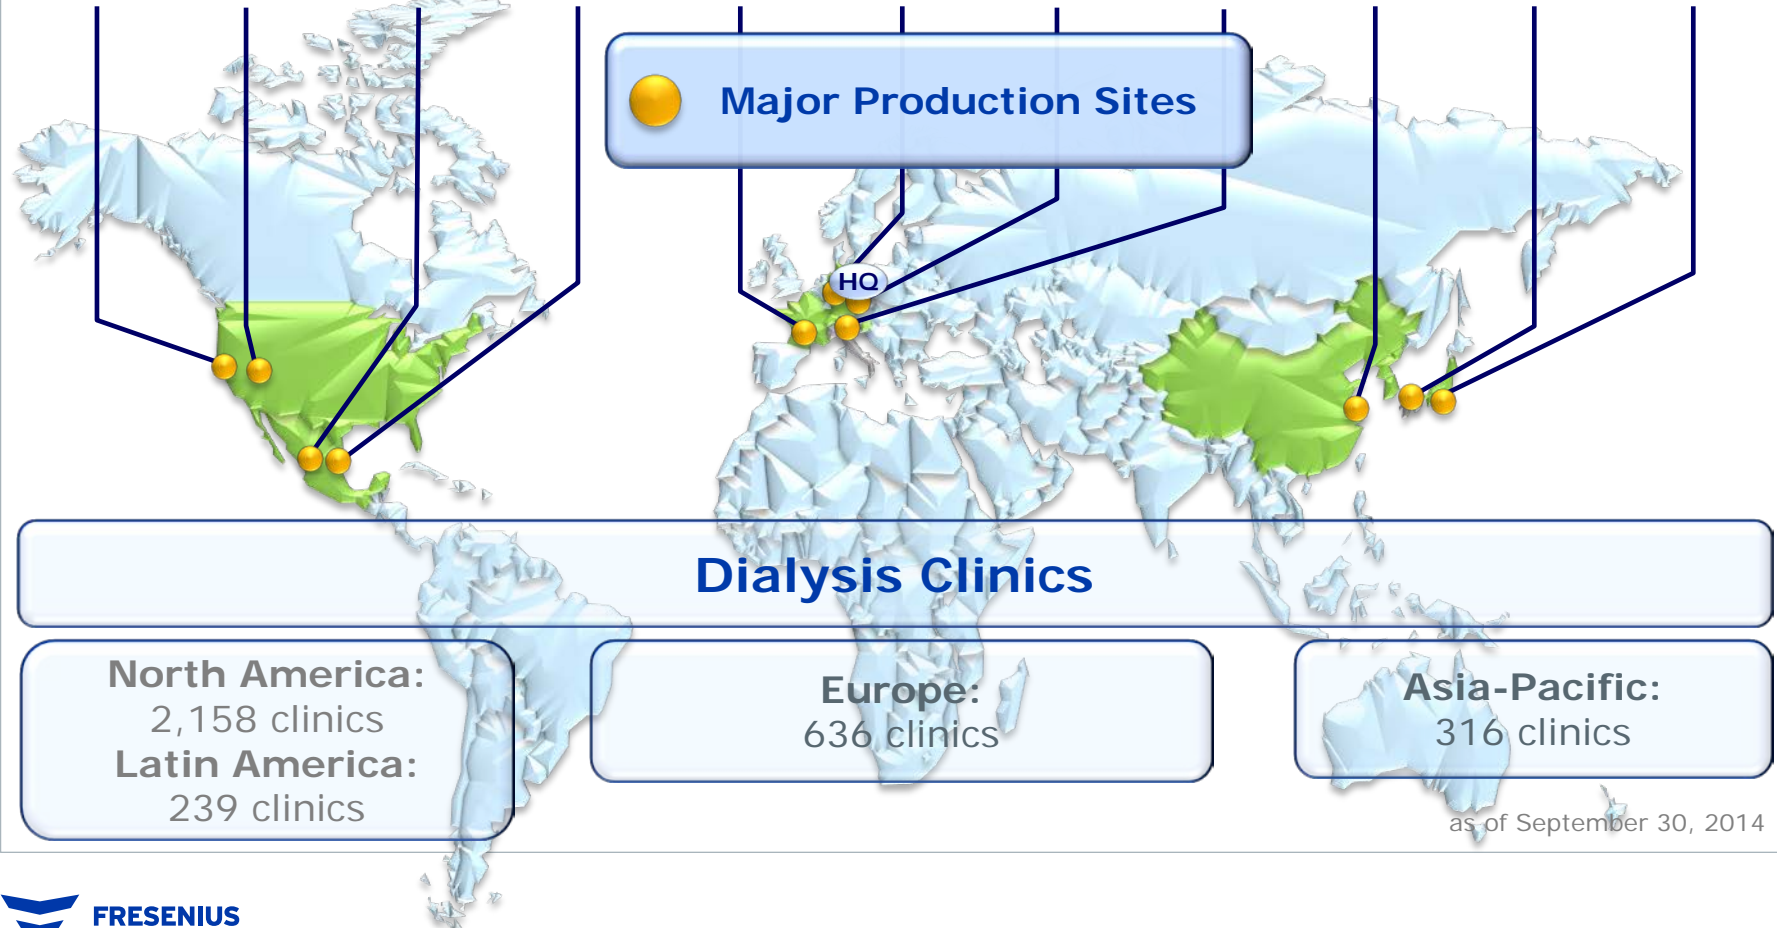 Major Production Sites
HQ
Dialysis Clinics
North America:
2,158 clinics
Latin America:
239 clinics
Europe:
636 clinics
Asia-Pacific:
316 clinics
as of September 30, 2014
FRESENIUS